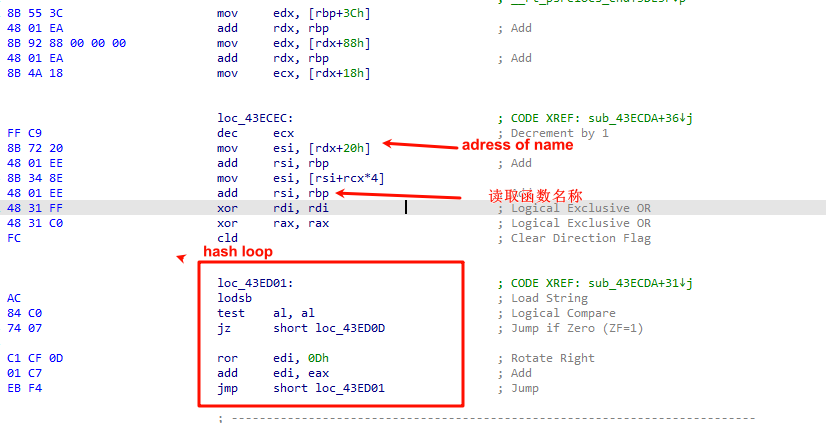 8B 55 3C mov edx, [rbp+3Ch]
48 01 EA add rdx, rbp ; Add
8B 92 88 00 00 00 mov edx, [rdx+88h]
48 01 EA add rdx, rbp ; Add
8B 4A 18 mov ecx, [rdx+18h]
loc_43ECEC: ; CODE XREF: sub_43ECDA+36↓j
FF C9 dec ecx ; Decrement by 1
8B 72 20 mov esi, [rdx+20h] adress of name
48 01 EE add rsi, rbp ; Add
8B 34 8E mov esi, [rsi+rcx*4]
48 01 EE add rsi, rbp 读取函数名称
48 31 FF xor rdi, rdi ; Logical Exclusive OR
48 31 C0 xor rax, rax ; Logical Exclusive OR
FC cld ; Clear Direction Flag
hash loop
loc_43ED01: ; CODE XREF: sub_43ECDA+31↓j
AC lodsb ; Load String
84 C0 test al, al ; Logical Compare
74 07 jz short loc_43ED0D ; Jump if Zero (ZF=1)
C1 CF 0D ror edi, 0Dh ; Rotate Right
01 C7 add edi, eax ; Add
EB F4 jmp short loc_43ED01 ; Jump
; ---------------------------------------------------------------------------